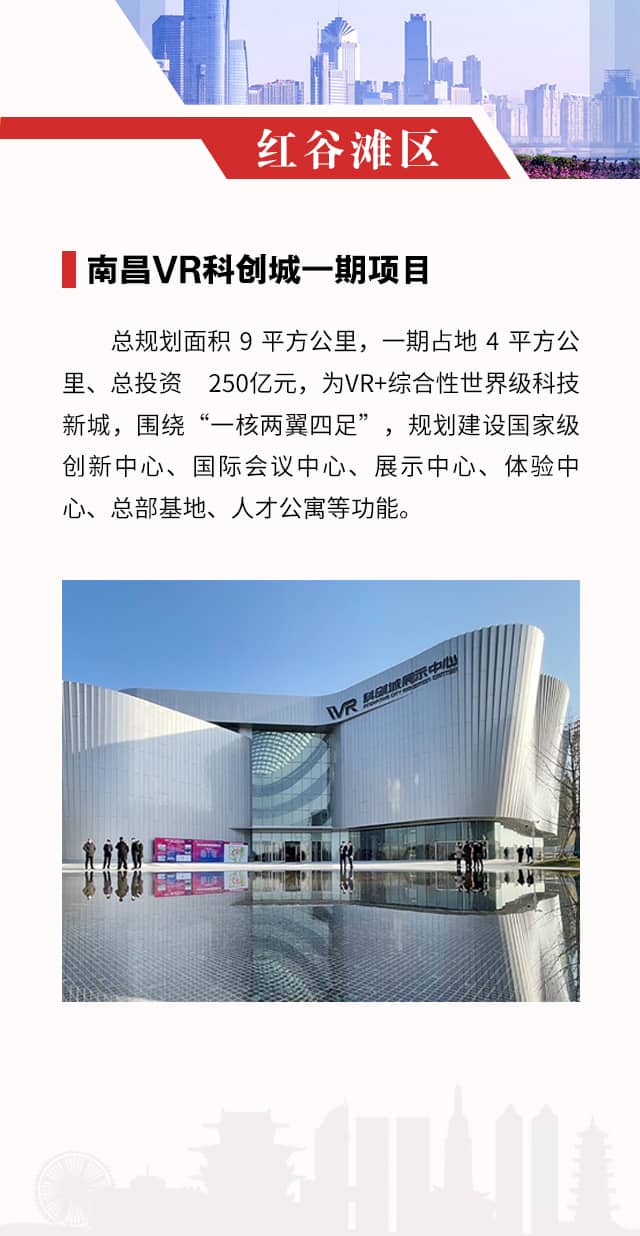 红谷滩区
南昌VR科创城一期项目
总规划面积 9 平方公里，一期占地 4 平方公
里、总投资 250亿元，为VR+综合性世界级科技
新城，围绕“一核两翼四足”，规划建设国家级
创新中心、国际会议中心、展示中心、体验中
心、总部基地、人才公寓等功能。
VR 科创城展示中心